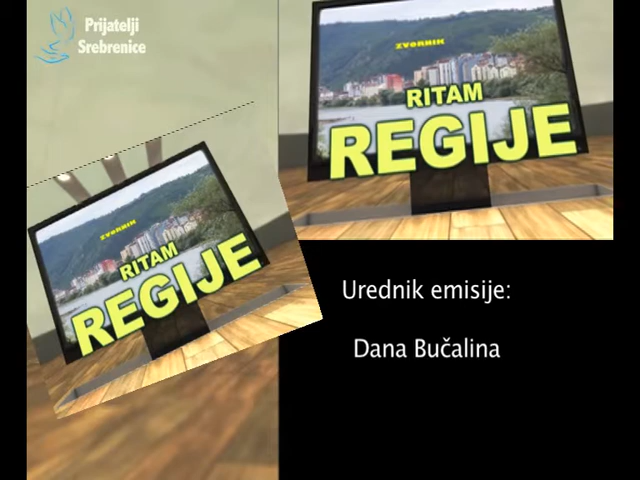 Prijatelji
Srebrenice
ZVORNIK
RITAM
REGIJE
ZVORNIK
RITAM
REGIJE
Urednik emisije:
Dana Bučalina